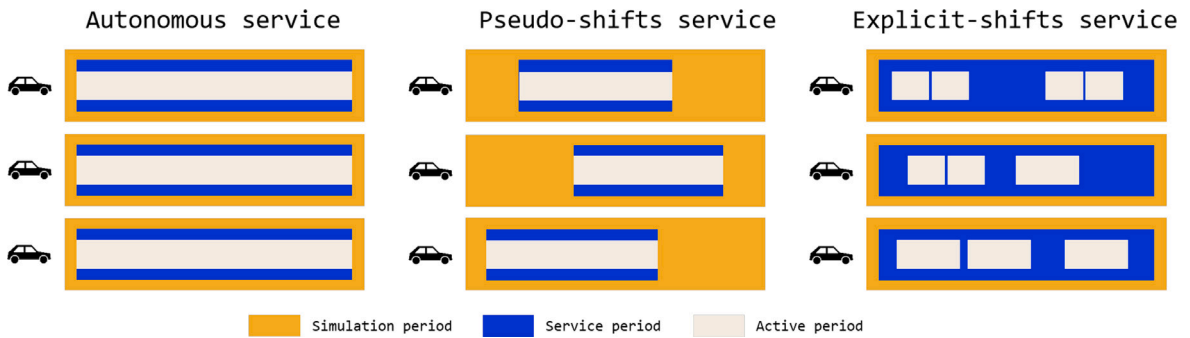 Autonomous service
Pseudo-shifts service
Explicit-shifts service
Simulation period
Service period
Active period